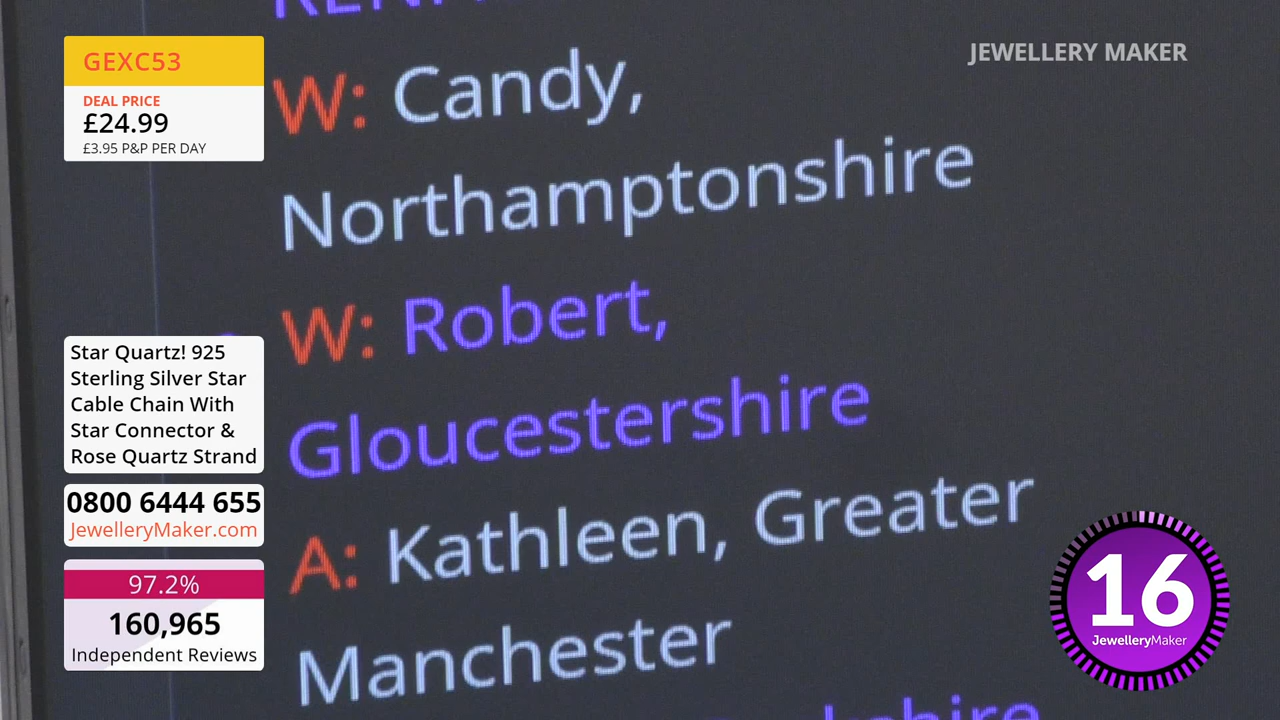 GEXC53
DEAL PRICE
£24.99
£3.95 P&P PER DAY
JEWELLERY MAKER
W: Candy,
Northamptonshire
W: Robert,
Gloucestershire
A: Kathleen, Greater
Manchester
Star Quartz! 925
Sterling Silver Star
Cable Chain With
Star Connector &
Rose Quartz Strand
0800 6444 655
JewelleryMaker.com
97.2%
160,965
Independent Reviews
16
JewelleryMaker